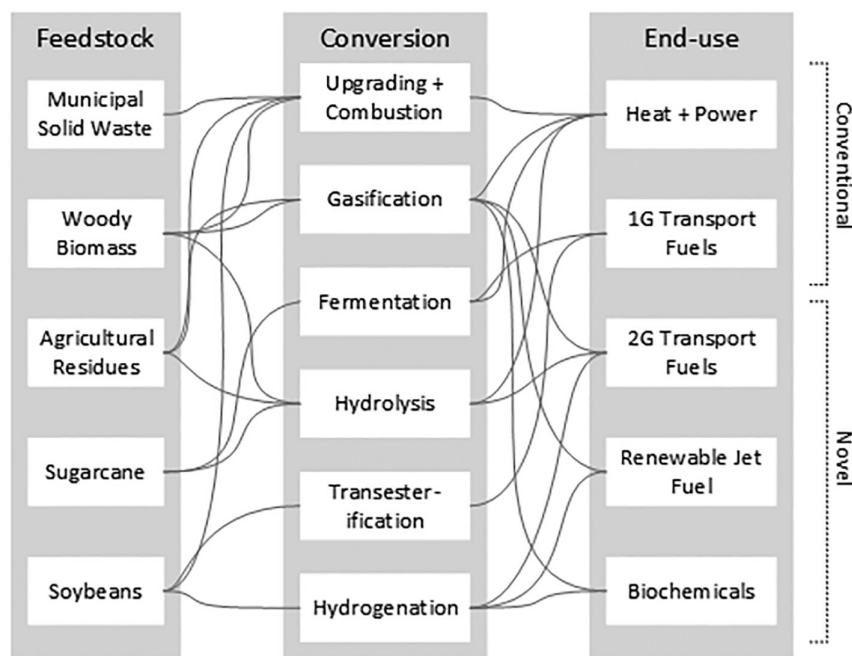 Feedstock
Municipal
Solid Waste
Woody
Biomass
Agricultural
Residues
Sugarcane
Soybeans
Conversion
Upgrading +
Combustion
Gasification
Fermentation
Hydrolysis
Transester-
ification
Hydrogenation
End-use
Heat + Power
1G Transport
Fuels
2G Transport
Fuels
Renewable Jet
Fuel
Biochemicals
Conventional
Novel